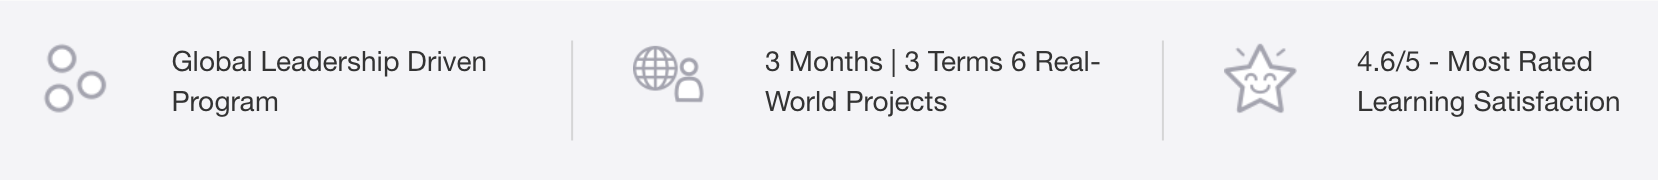 Global Leadership Driven
Program
3 Months | 3 Terms 6 Real-
World Projects
4.6/5 - Most Rated
Learning Satisfaction